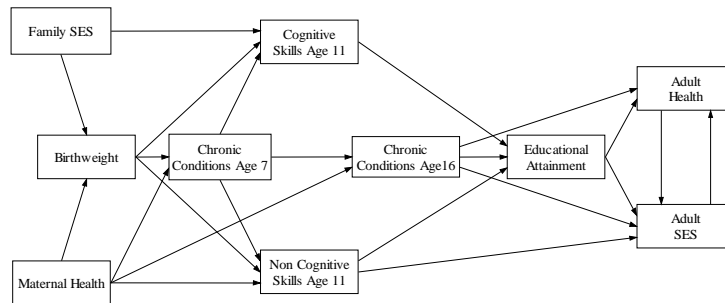 Family SES
Cognitive
Skills Age 11
Adult
Health
Birthweight
Chronic
Conditions Age 7
Chronic
Conditions Age16
Educational
Attainment
Adult
SES
Maternal Health
Non Cognitive
Skills Age 11